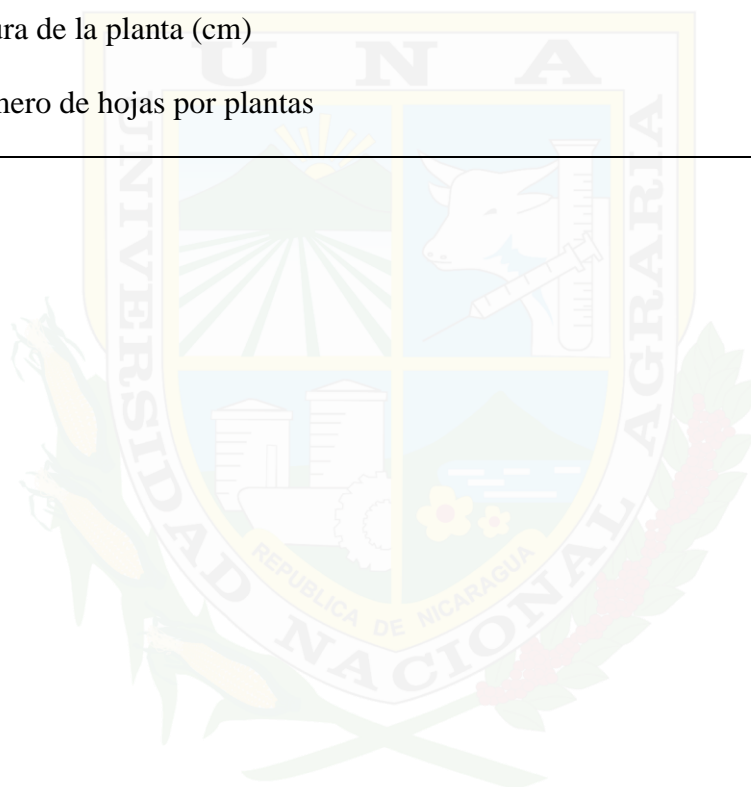 ura de la planta (cm)
nero de hojas por plantas
U N A
UNIVERSIDAD NACIONAL AGRARIA
REPUBLICA DE NICARAGUA